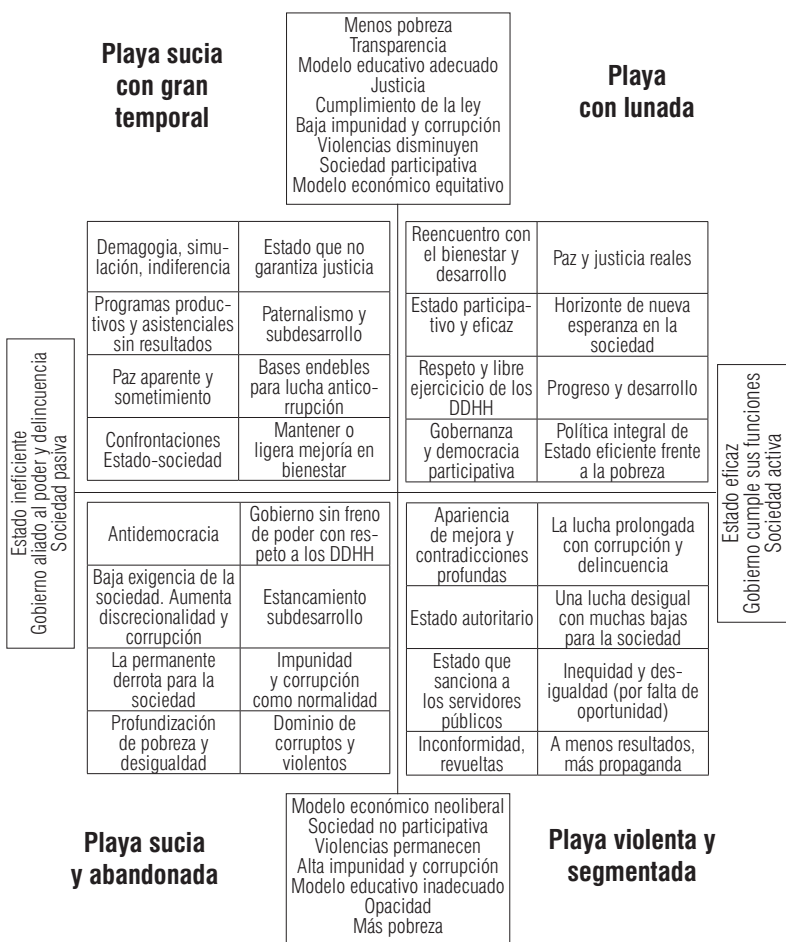 Playa sucia
con gran
temporal
Menos pobreza
Transparencia
Modelo educativo adecuado
Justicia
Cumplimiento de la ley
Baja impunidad y corrupción
Violencias disminuyen
Sociedad participativa
Modelo económico equitativo
Playa
con lunada
Estado ineficiente
Gobierno aliado al poder y delincuencia
Sociedad pasiva
Demagogia, simu-
lación, indiferencia
Estado que no
garantiza justicia
Programas produc-
tivos y asistenciales
sin resultados
Paternalismo y
subdesarrollo
Paz aparente y
sometimiento
Bases endebles
para lucha antico-
rrupción
Confrontaciones
Estado-sociedad
Mantener o
ligera mejoría en
bienestar
Reencuentro con
el bienestar y
desarrollo
Paz y justicia reales
Estado participa-
tivo y eficaz
Horizonte de nueva
esperanza en la
sociedad
Respeto y libre
ejercicicio de los
DDHH
Progreso y desarrollo
Gobernanza
y democracia
participativa
Política integral de
Estado eficiente frente
a la pobreza
Estado eficaz
Gobierno cumple sus funciones
Sociedad activa
Antidemocracia
Gobierno sin freno
de poder con res-
peto a los DDHH
Baja exigencia de la
sociedad. Aumenta
discrecionalidad y
corrupción
Estancamiento
subdesarrollo
La permanente
derrota para la
sociedad
Impunidad
y corrupción
como normalidad
Profundización
de pobreza y
desigualdad
Dominio de
corruptos y
violentos
Apariencia
de mejora y
contradicciones
profundas
La lucha prolongada
con corrupción y
delincuencia
Estado autoritario
Una lucha desigual
con muchas bajas
para la sociedad
Estado que
sanciona a
los servidores
públicos
Inequidad y des-
igualdad (por falta de
oportunidad)
Inconformidad,
revueltas
A menos resultados,
más propaganda
Playa sucia
y abandonada
Modelo económico neoliberal
Sociedad no participativa
Violencias permanecen
Alta impunidad y corrupción
Modelo educativo inadecuado
Opacidad
Más pobreza
Playa violenta y
segmentada